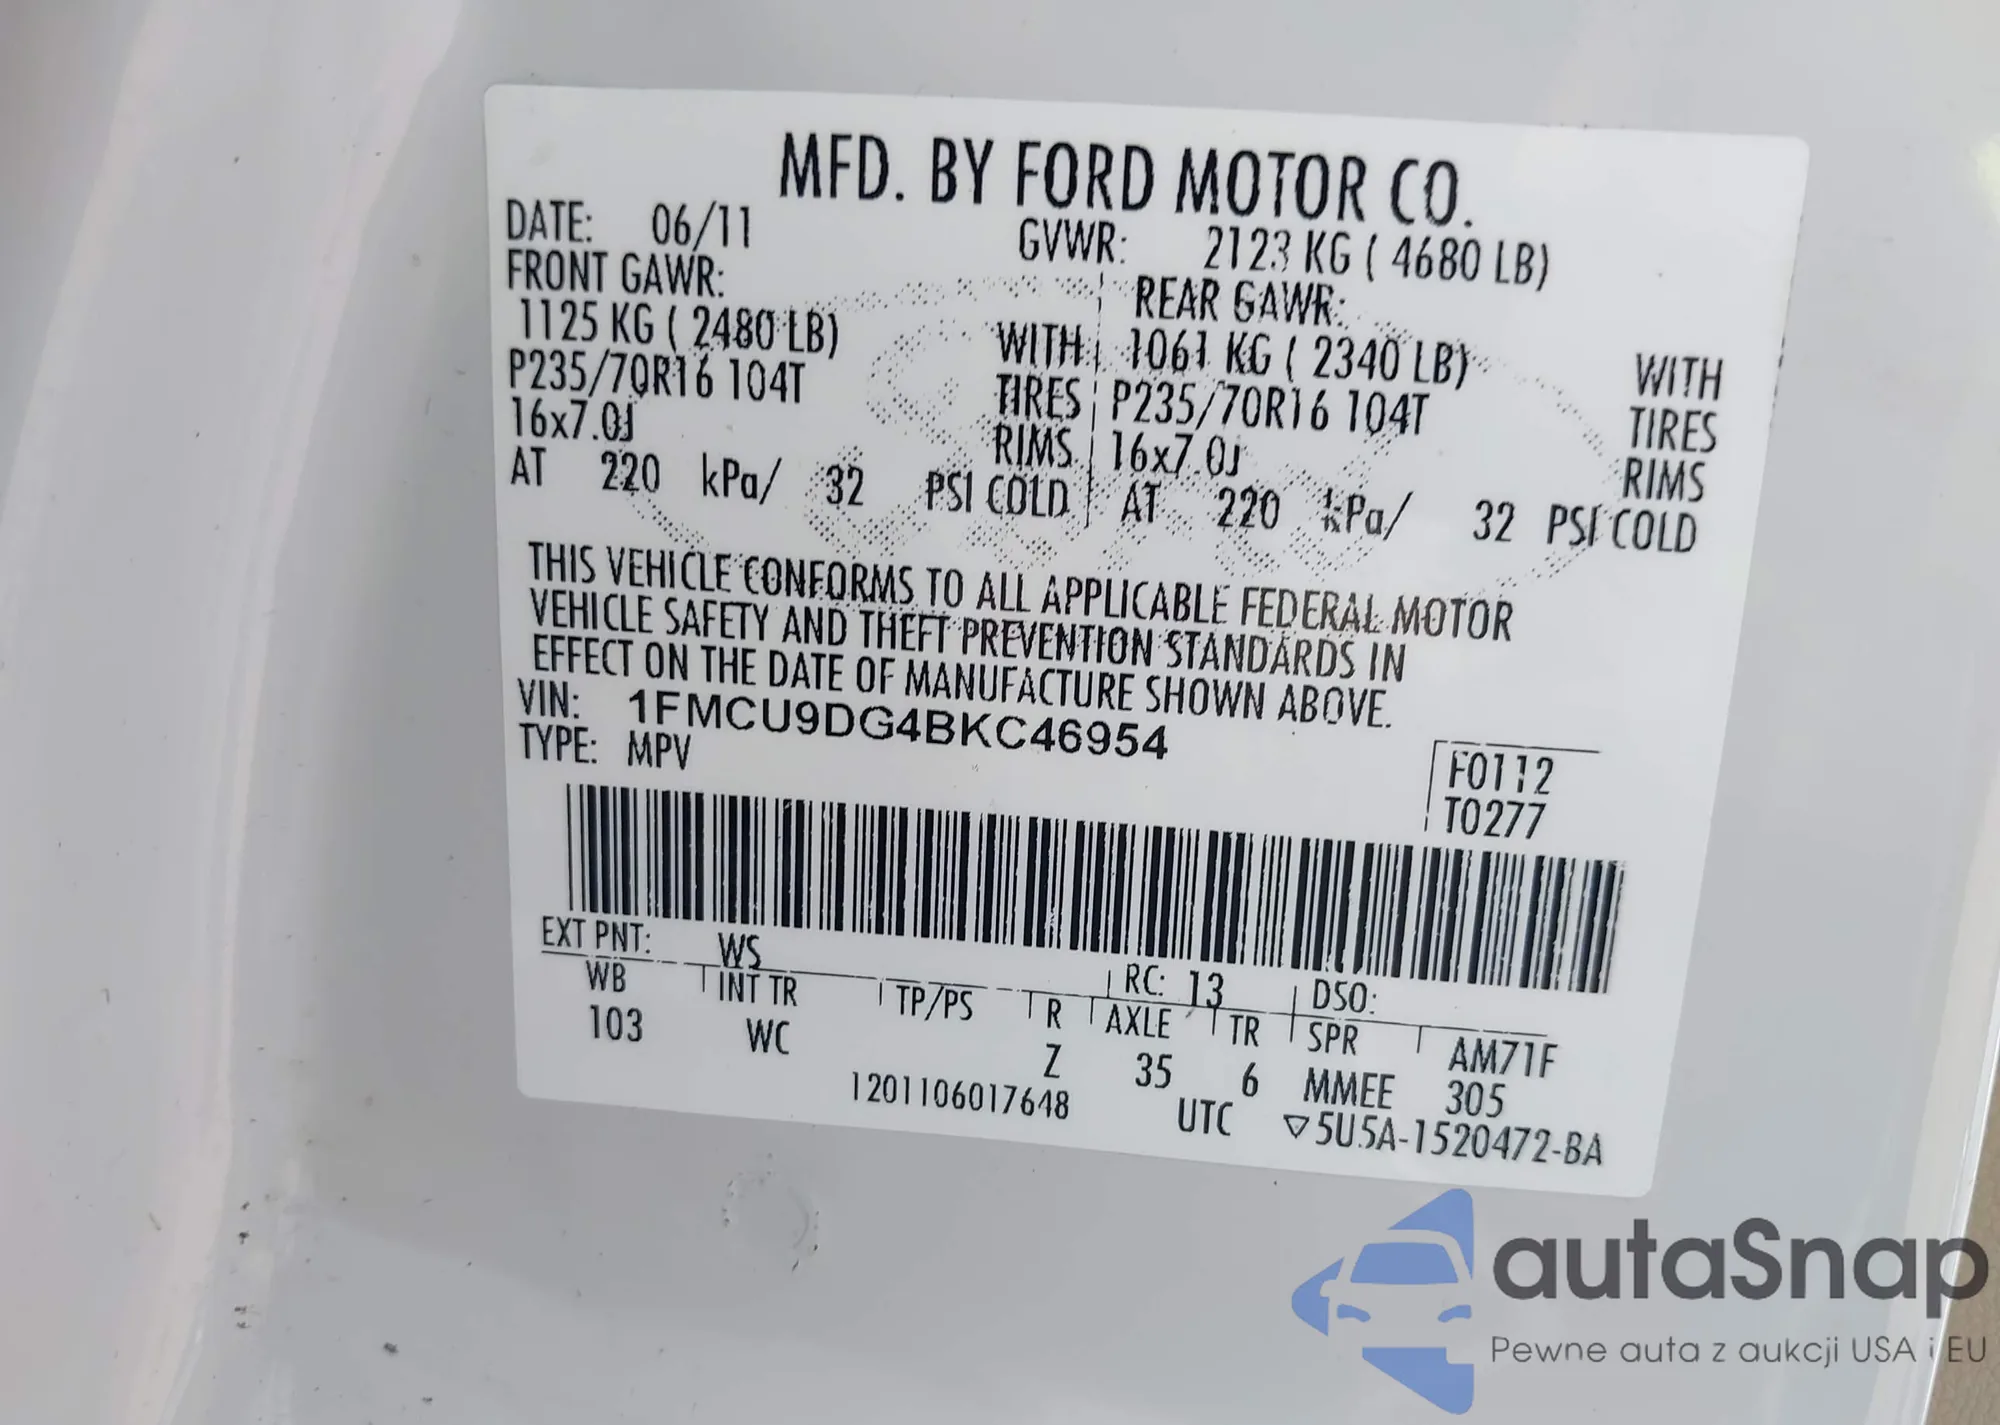 MFD. BY FORD MOTOR CO.
DATE: 06/11 GVWR: 2123 KG ( 4680 LB)
FRONT GAWR: REAR GAWR:
1125 KG ( 2480 LB) WITH 1061 KG ( 2340 LB) WITH
P235/70R16 104T TIRES P235/70R16 104T TIRES
16x7.0J RIMS 16x7.0J RIMS
AT 220 kPa/ 32 PSI COLD AT 220 kPa/ 32 PSI COLD
THIS VEHICLE CONFORMS TO ALL APPLICABLE FEDERAL MOTOR
VEHICLE SAFETY AND THEFT PREVENTION STANDARDS IN
EFFECT ON THE DATE OF MANUFACTURE SHOWN ABOVE.
VIN: 1FMCU9DG4BKC46954
TYPE: MPV
F0112
T0277
EXT PNT: WS RC: 13 DSO:
WB INT TR TP/PS R AXLE TR SPR AM71F
103 WC Z 35 6 MMEE 305
1201106017648 UTC ▽5U5A-1520472-BA
autaSnap
Pewne auta z aukcji USA i EU